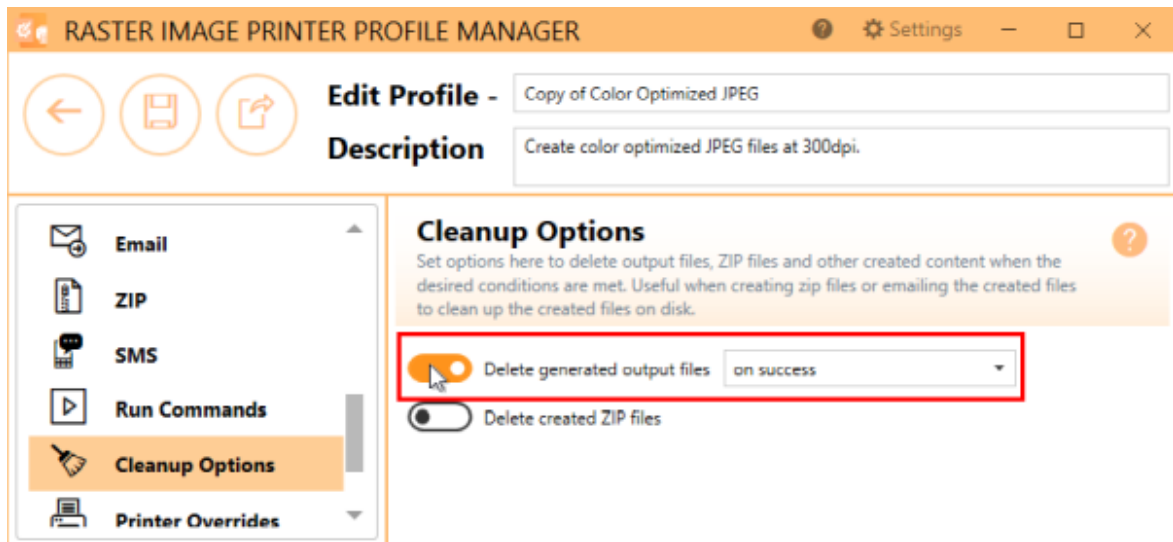 RASTER IMAGE PRINTER PROFILE MANAGER ? Settings
Edit Profile - Copy of Color Optimized JPEG
Description Create color optimized JPEG files at 300dpi.
Email
ZIP
SMS
Run Commands
Cleanup Options
Printer Overrides
Cleanup Options ?
Set options here to delete output files, ZIP files and other created content when the
desired conditions are met. Useful when creating zip files or emailing the created files
to clean up the created files on disk.
Delete generated output files on success
Delete created ZIP files